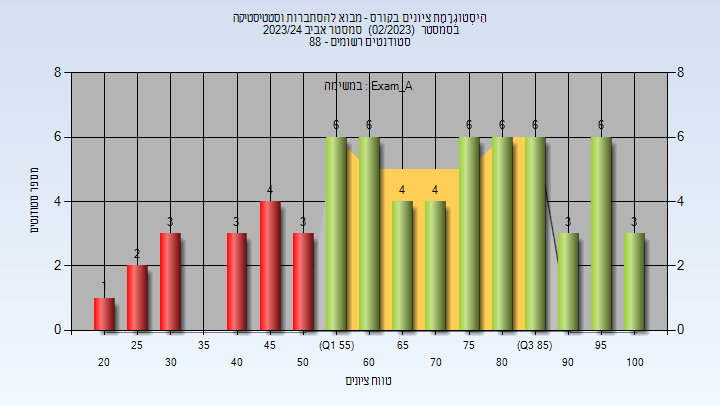 היסטוגרמת ציונים בקורס - מבוא להסתברות וסטטיסטיקה
בסמסטר (02/2023) סמסטר אביב 2023/24
סטודנטים רשומים - 88
במשימה : Exam_A
מספר סטודנטים
8 8
6 6
4 4
2 2
0 0
1 2 3 3 4 3 6 6 4 4 6 6 6 3 6 3
25 35 45 (Q1 55) 65 75 (Q3 85) 95
20 30 40 50 60 70 80 90 100
טווח ציונים